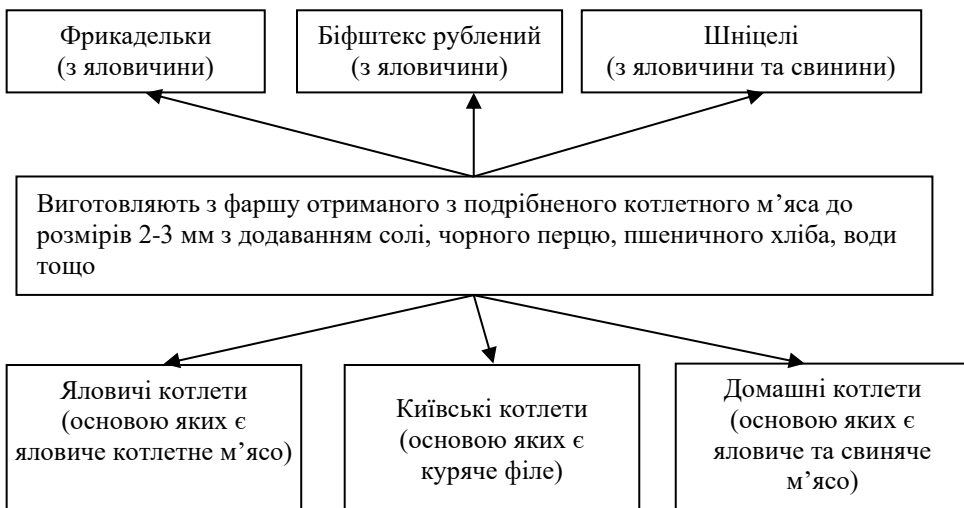 Фрикадельки
(з яловичини)
Біфштекс рублений
(з яловичини)
Шніцелі
(з яловичини та свинини)
Виготовляють з фаршу отриманого з подрібненого котлетного м’яса до
розмірів 2-3 мм з додаванням солі, чорного перцю, пшеничного хліба, води
тощо
Яловичі котлети
(основою яких є
яловиче котлетне м’ясо)
Київські котлети
(основою яких є
куряче філе)
Домашні котлети
(основою яких є
яловиче та свиняче
м’ясо)